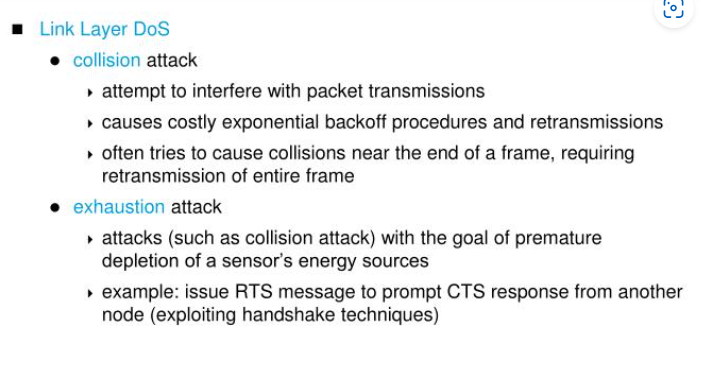 Link Layer DoS
collision attack
attempt to interfere with packet transmissions
causes costly exponential backoff procedures and retransmissions
often tries to cause collisions near the end of a frame, requiring
retransmission of entire frame
exhaustion attack
attacks (such as collision attack) with the goal of premature
depletion of a sensor's energy sources
example: issue RTS message to prompt CTS response from another
node (exploiting handshake techniques)